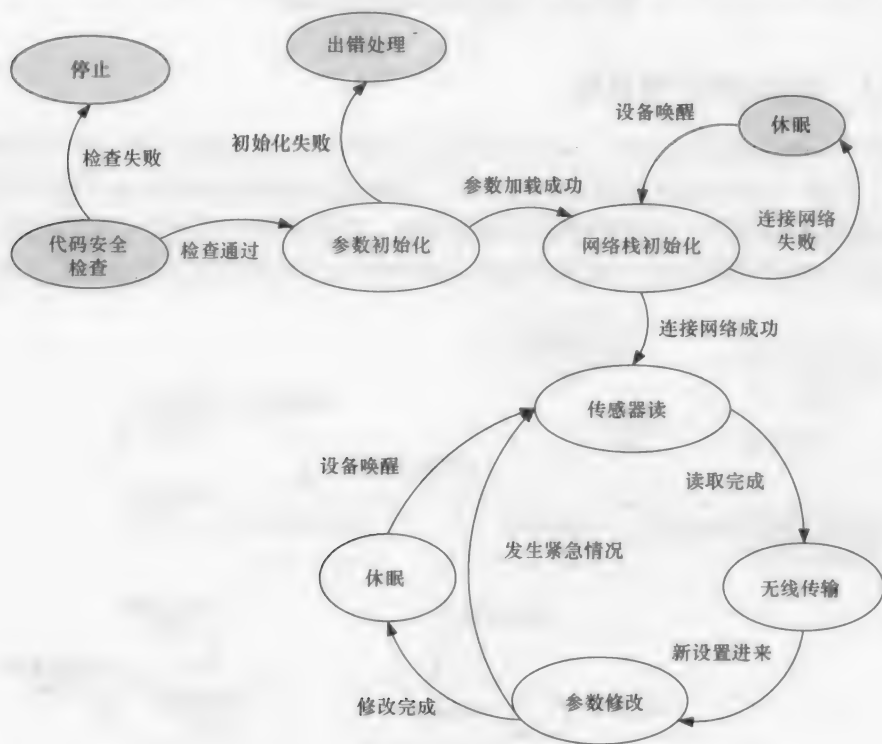 出错处理
停止
设备唤醒
休眠
检查失败
初始化失败
参数加载成功
连接网络
失败
代码安全
检查
检查通过
参数初始化
网络栈初始化
连接网络成功
传感器读
设备唤醒
读取完成
发生紧急情况
休眠
无线传输
新设置进来
修改完成
参数修改